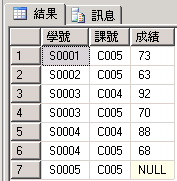 結果 訊息
學號 課號 成績
1 S0001 C005 73
2 S0002 C005 63
3 S0003 C004 92
4 S0003 C005 70
5 S0004 C004 88
6 S0004 C005 68
7 S0005 C005 NULL